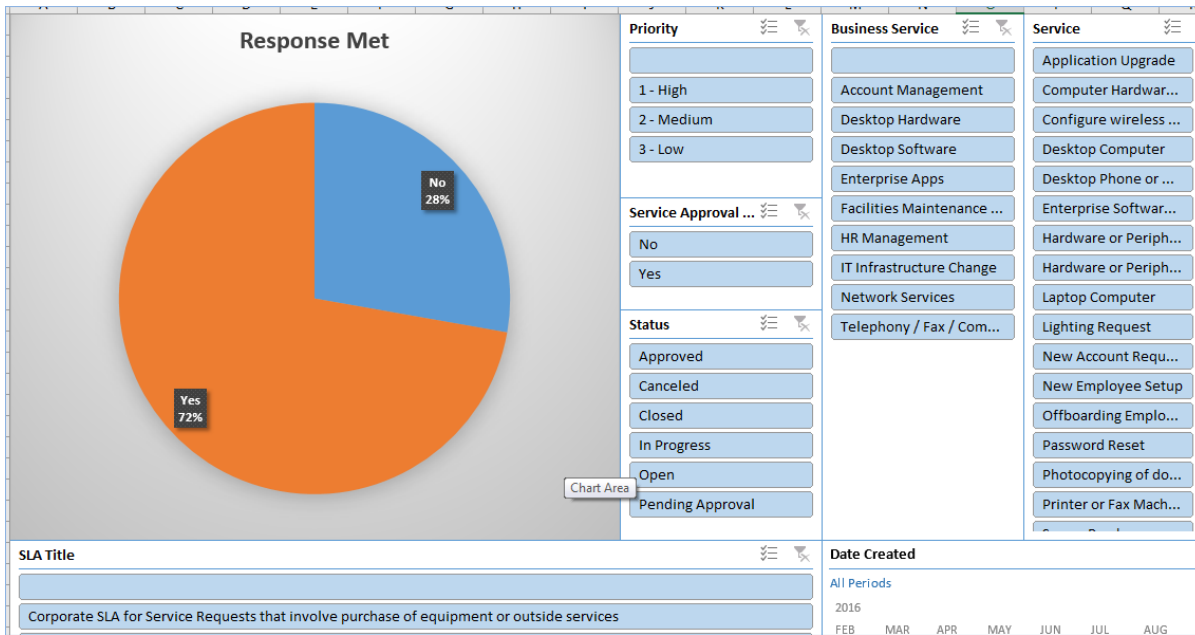 Response Met
No
28%
Yes
72%
Chart Area
Priority
1 - High
2 - Medium
3 - Low
Service Approval ...
No
Yes
Status
Approved
Canceled
Closed
In Progress
Open
Pending Approval
Business Service
Account Management
Desktop Hardware
Desktop Software
Enterprise Apps
Facilities Maintenance ...
HR Management
IT Infrastructure Change
Network Services
Telephony / Fax / Com...
Service
Application Upgrade
Computer Hardwar...
Configure wireless ...
Desktop Computer
Desktop Phone or ...
Enterprise Softwar...
Hardware or Periph...
Hardware or Periph...
Laptop Computer
Lighting Request
New Account Requ...
New Employee Setup
Offboarding Emplo...
Password Reset
Photocopying of do...
Printer or Fax Mach...
SLA Title
Corporate SLA for Service Requests that involve purchase of equipment or outside services
Date Created
All Periods
2016
FEB MAR APR MAY JUN JUL AUG